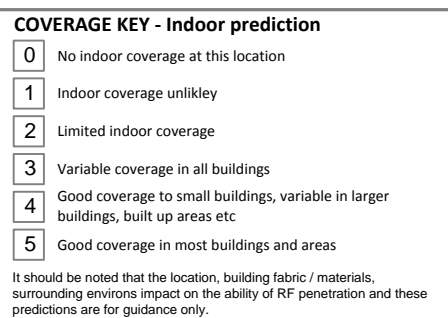 COVERAGE KEY - Indoor prediction
0 No indoor coverage at this location
1 Indoor coverage unlikley
2 Limited indoor coverage
3 Variable coverage in all buildings
4 Good coverage to small buildings, variable in larger
buildings, built up areas etc
5 Good coverage in most buildings and areas
It should be noted that the location, building fabric / materials,
surrounding environs impact on the ability of RF penetration and these
predictions are for guidance only.